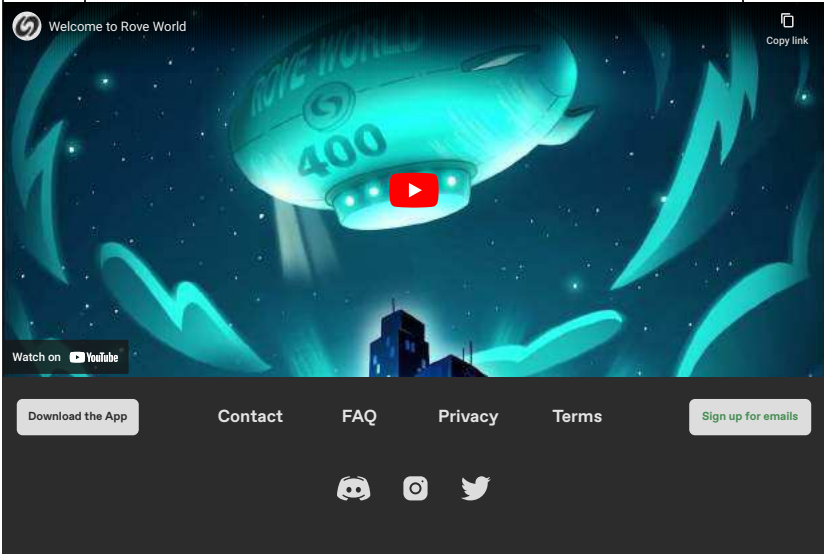 Welcome to Rove World
Copy link
ROVE WORLD
400
Watch on YouTube
Download the App
Contact
FAQ
Privacy
Terms
Sign up for emails